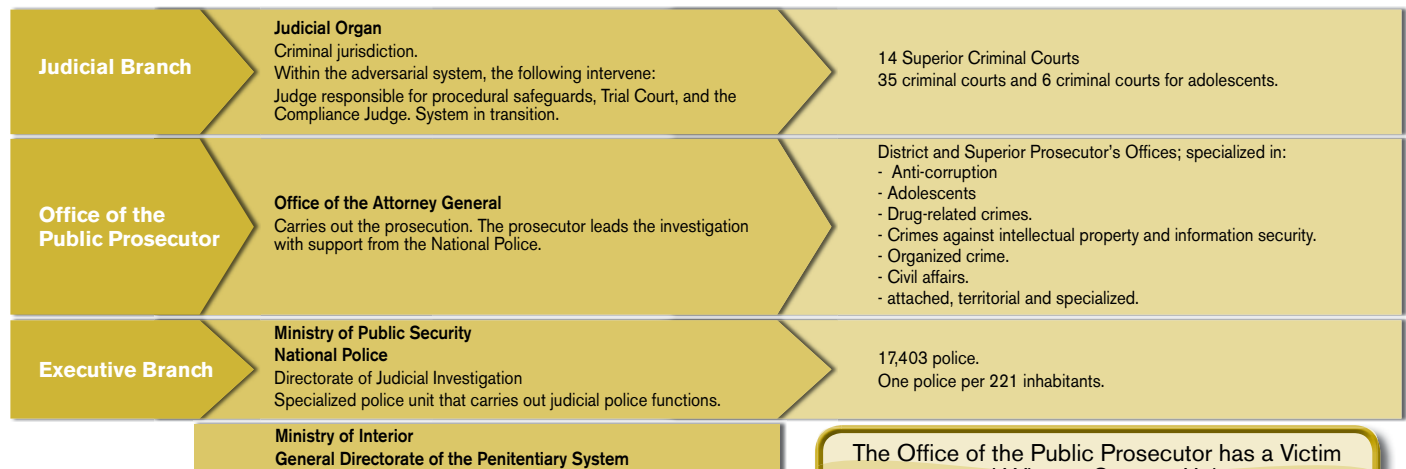 Judicial Branch
Judicial Organ
Criminal jurisdiction.
Within the adversarial system, the following intervene:
Judge responsible for procedural safeguards, Trial Court, and the
Compliance Judge. System in transition.
14 Superior Criminal Courts
35 criminal courts and 6 criminal courts for adolescents.
Office of the
Public Prosecutor
Office of the Attorney General
Carries out the prosecution. The prosecutor leads the investigation
with support from the National Police.
District and Superior Prosecutor's Offices; specialized in:
- Anti-corruption
- Adolescents
- Drug-related crimes.
- Crimes against intellectual property and information security.
- Organized crime.
- Civil affairs.
- attached, territorial and specialized.
Executive Branch
Ministry of Public Security
National Police
Directorate of Judicial Investigation
Specialized police unit that carries out judicial police functions.
17,403 police.
One police per 221 inhabitants.
Ministry of Interior
General Directorate of the Penitentiary System
The Office of the Public Prosecutor has a Victim